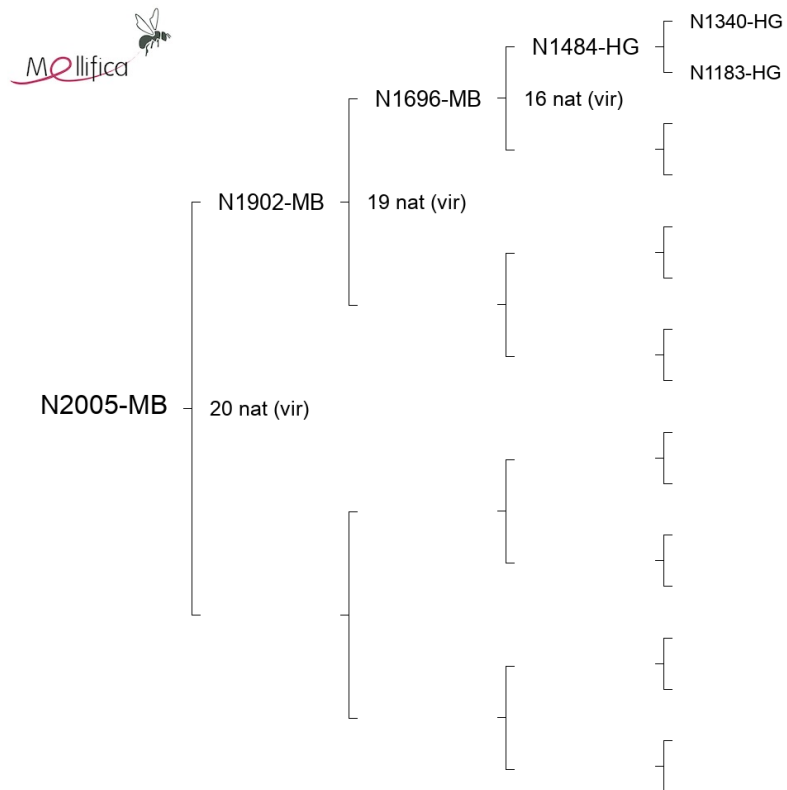 Mellifica
N1340-HG
N1484-HG
N1183-HG
N1696-MB
16 nat (vir)
N1902-MB
19 nat (vir)
N2005-MB
20 nat (vir)